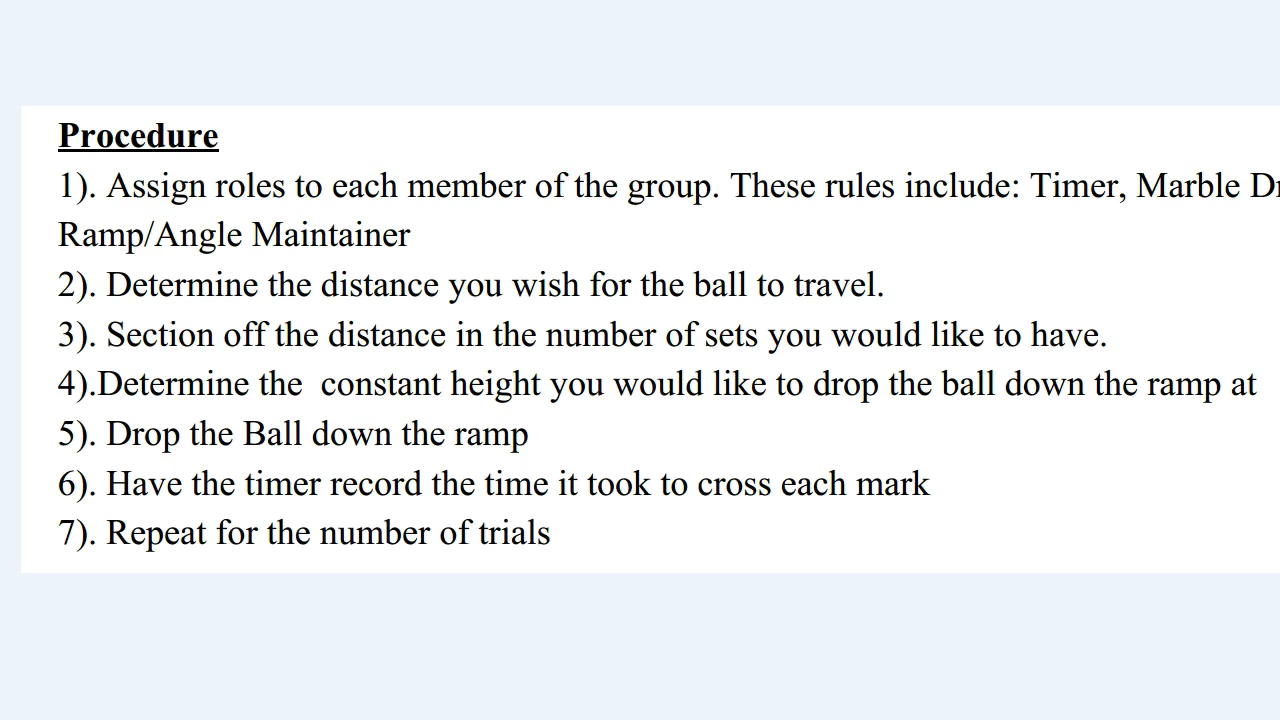 Procedure
1). Assign roles to each member of the group. These rules include: Timer, Marble
Ramp/Angle Maintainer
2). Determine the distance you wish for the ball to travel.
3). Section off the distance in the number of sets you would like to have.
4).Determine the  constant height you would like to drop the ball down the ramp at
5). Drop the Ball down the ramp
6). Have the timer record the time it took to cross each mark
7). Repeat for the number of trials